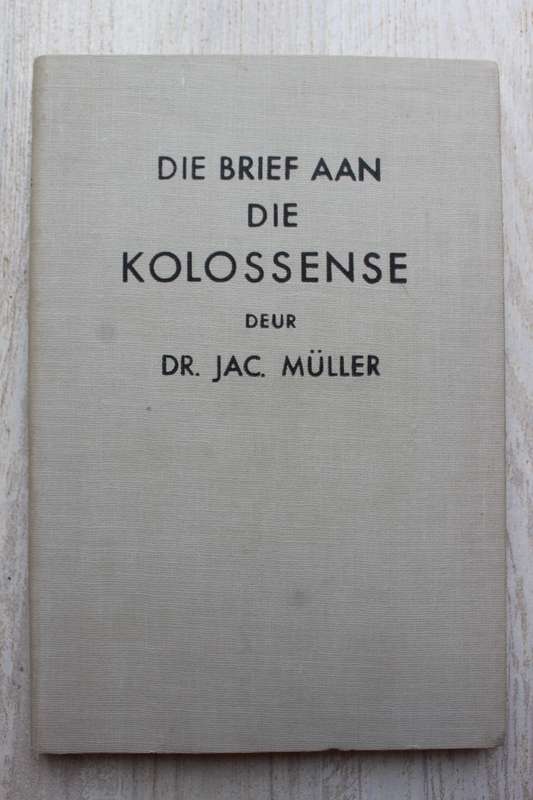 DIE BRIEF AAN
DIE
KOLOSSENSE
DEUR
DR. JAC. MÜLLER